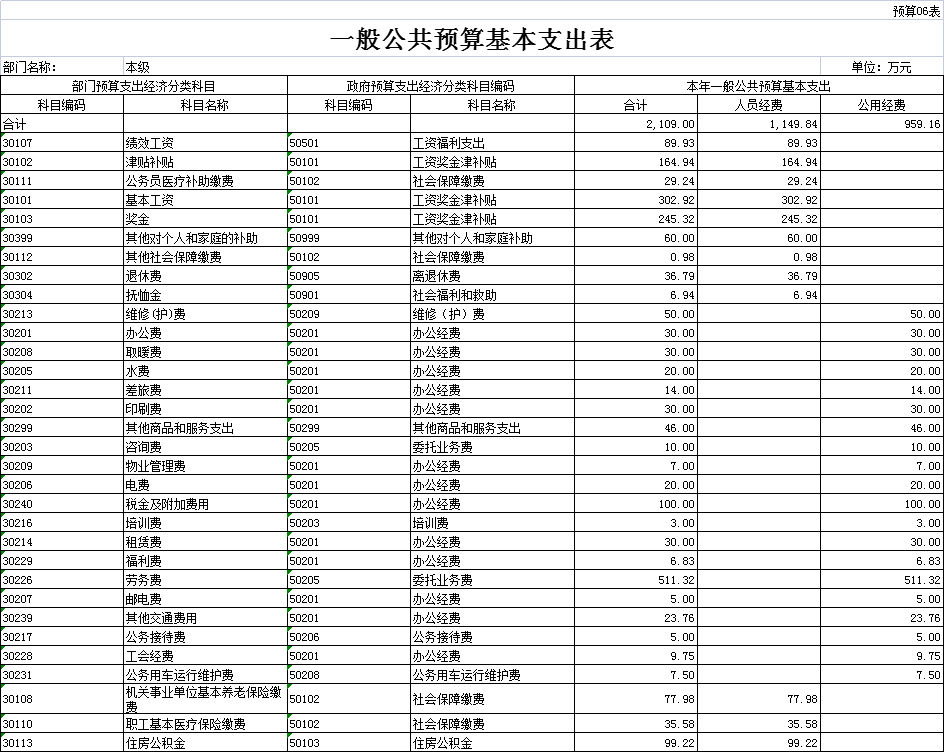 预算06表
一般公共预算基本支出表
部门名称： 本级 单位：万元
部门预算支出经济分类科目 政府预算支出经济分类科目编码 本年一般公共预算基本支出
科目编码 科目名称 科目编码 科目名称 合计 人员经费 公用经费
合计 2,109.00 1,149.84 959.16
30107 绩效工资 50501 工资福利支出 89.93 89.93
30102 津贴补贴 50101 工资奖金津补贴 164.94 164.94
30111 公务员医疗补助缴费 50102 社会保障缴费 29.24 29.24
30101 基本工资 50101 工资奖金津补贴 302.92 302.92
30103 奖金 50101 工资奖金津补贴 245.32 245.32
30399 其他对个人和家庭的补助 50999 其他对个人和家庭补助 60.00 60.00
30112 其他社会保障缴费 50102 社会保障缴费 0.98 0.98
30302 退休费 50905 离退休费 36.79 36.79
30304 抚恤金 50901 社会福利和救助 6.94 6.94
30213 维修(护)费 50209 维修（护）费 50.00 50.00
30201 办公费 50201 办公经费 30.00 30.00
30208 取暖费 50201 办公经费 30.00 30.00
30205 水费 50201 办公经费 20.00 20.00
30211 差旅费 50201 办公经费 14.00 14.00
30202 印刷费 50201 办公经费 30.00 30.00
30299 其他商品和服务支出 50299 其他商品和服务支出 46.00 46.00
30203 咨询费 50205 委托业务费 10.00 10.00
30209 物业管理费 50201 办公经费 7.00 7.00
30206 电费 50201 办公经费 20.00 20.00
30240 税金及附加费用 50201 办公经费 100.00 100.00
30216 培训费 50203 培训费 3.00 3.00
30214 租赁费 50201 办公经费 30.00 30.00
30229 福利费 50201 办公经费 6.83 6.83
30226 劳务费 50205 委托业务费 511.32 511.32
30207 邮电费 50201 办公经费 5.00 5.00
30239 其他交通费用 50201 办公经费 23.76 23.76
30217 公务接待费 50206 公务接待费 5.00 5.00
30228 工会经费 50201 办公经费 9.75 9.75
30231 公务用车运行维护费 50208 公务用车运行维护费 7.50 7.50
30108 机关事业单位基本养老保险缴
费 50102 社会保障缴费 77.98 77.98
30110 职工基本医疗保险缴费 50102 社会保障缴费 35.58 35.58
30113 住房公积金 50103 住房公积金 99.22 99.22